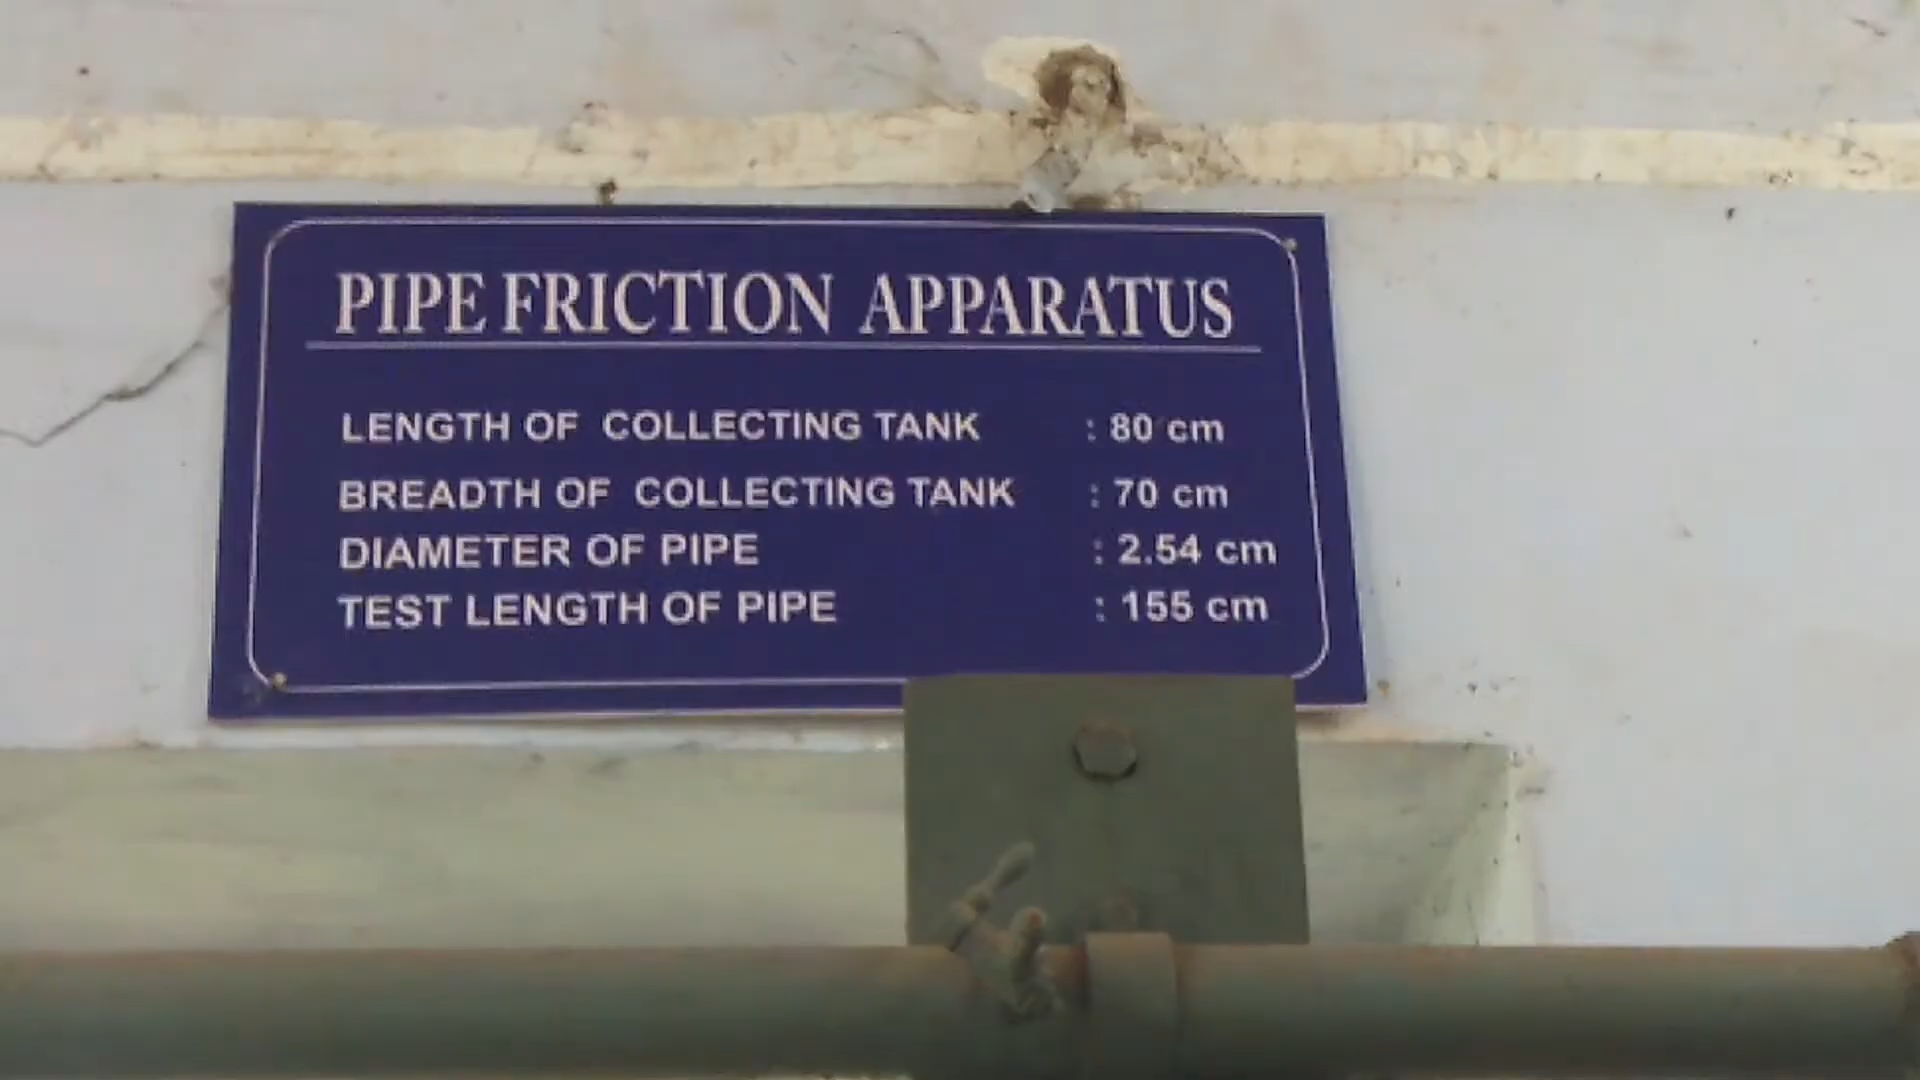 PIPE FRICTION APPARATUS
LENGTH OF COLLECTING TANK : 80 cm
BREADTH OF COLLECTING TANK : 70 cm
DIAMETER OF PIPE : 2.54 cm
TEST LENGTH OF PIPE : 155 cm